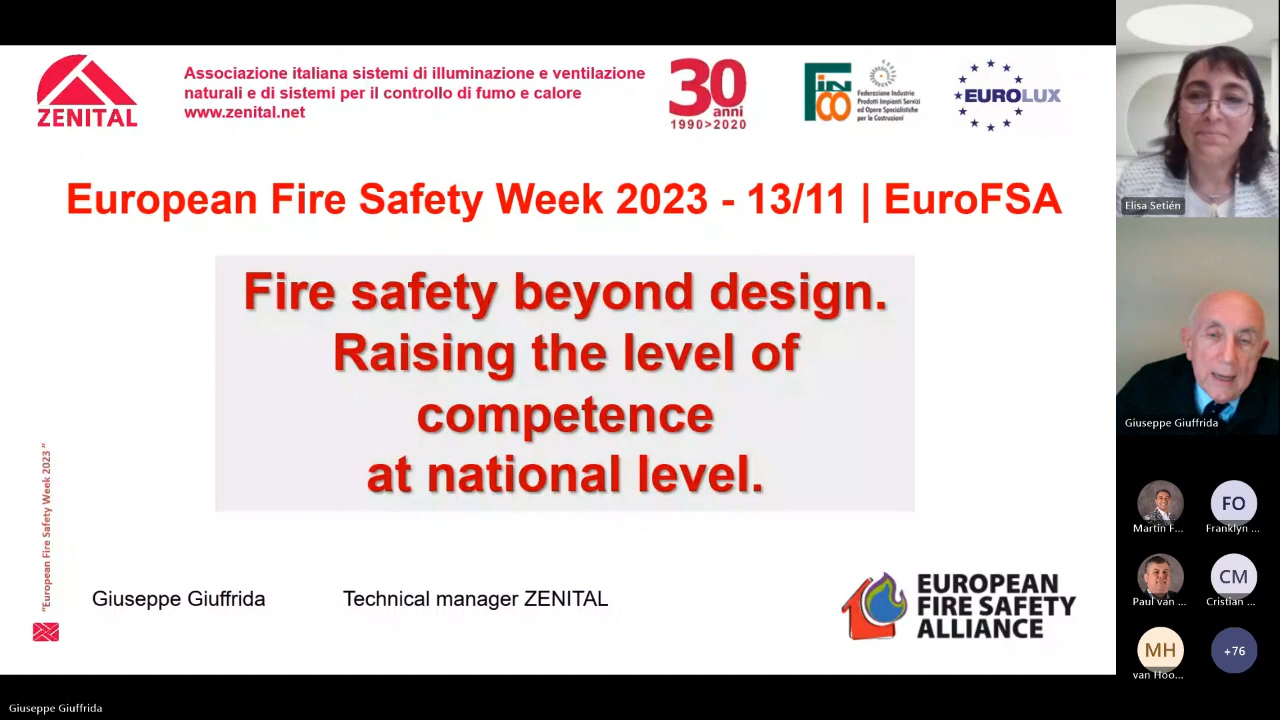 ZENITAL
Associazione italiana sistemi di illuminazione e ventilazione
naturali e di sistemi per il controllo di fumo e calore
www.zenital.net
30
anni
1990>2020
FINCO
Federazione Industrie
Prodotti Impianti Servizi
ed Opere Specialistiche
per le Costruzioni
EUROLUX
European Fire Safety Week 2023 - 13/11 | EuroFSA
Fire safety beyond design.
Raising the level of
competence
at national level.
"European Fire Safety Week 2023 "
Giuseppe Giuffrida
Technical manager ZENITAL
EUROPEAN
FIRE SAFETY
ALLIANCE
Elisa Setién
Giuseppe Giuffrida
Martin F...
FO
Franklyn ...
Paul van ...
CM
Cristian ...
MH
van Hoo...
+76
Giuseppe Giuffrida